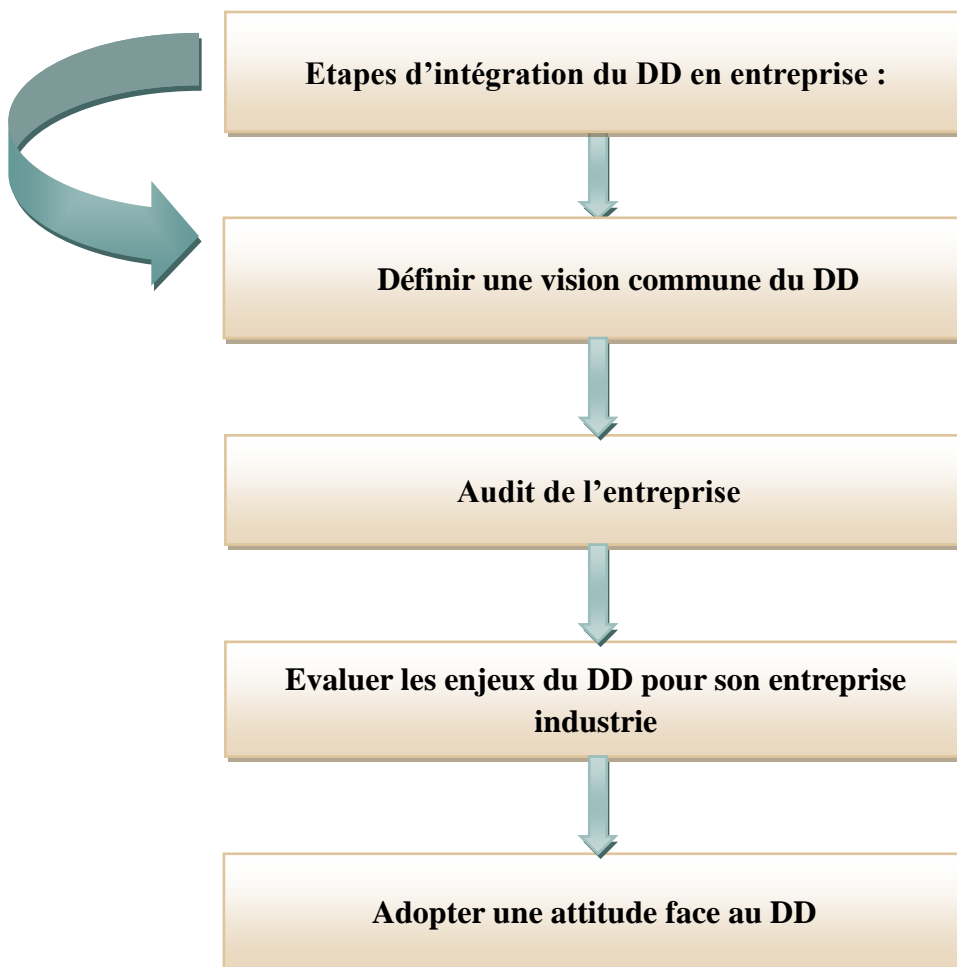 Etapes d’intégration du DD en entreprise :
Définir une vision commune du DD
Audit de l’entreprise
Evaluer les enjeux du DD pour son entreprise
industrie
Adopter une attitude face au DD